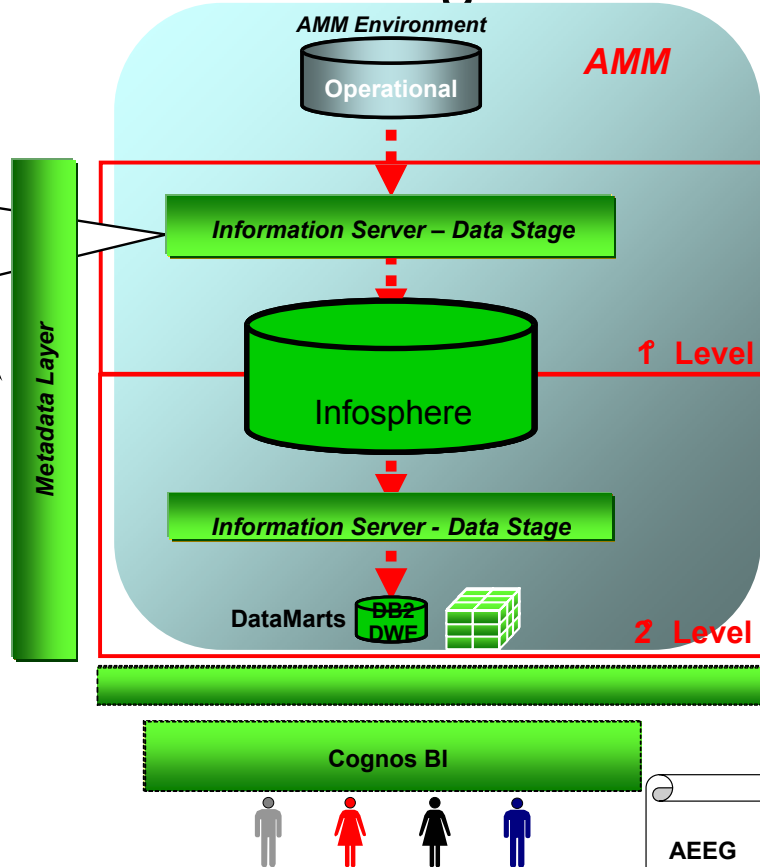 AMM Environment
AMM
Operational
Information Server – Data Stage
Metadata Layer
1° Level
Infosphere
Information Server - Data Stage
DataMarts
DB2
DWE
2° Level
Cognos BI
AEEG